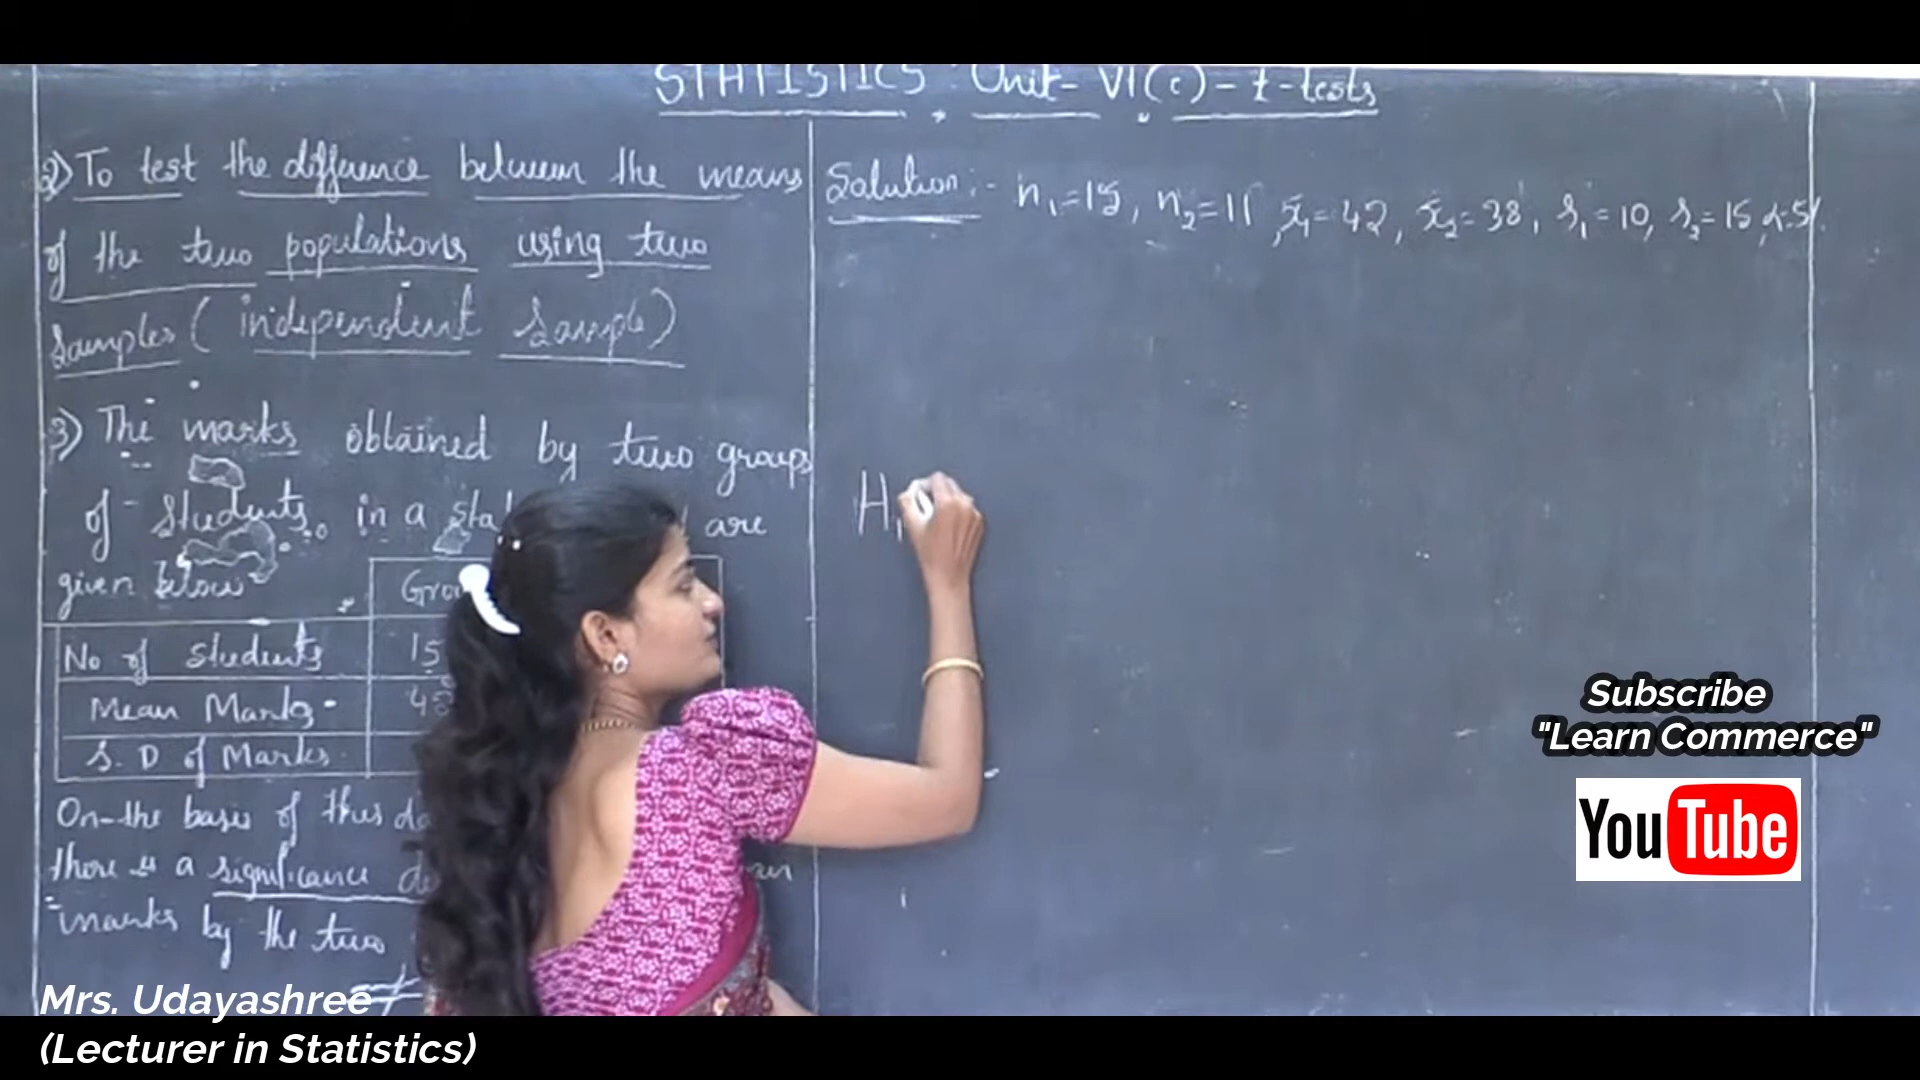 STATISTICS : Unit - VI(c) - t-tests
2) To test the difference between the means
of the two populations using two
Samples ( independent Sample )
3) The marks obtained by two groups
of students in a are
given below
No of students 15
Mean Marks
S.D of Marks
On the basis of this
there is a significance
marks by the two
Solution :- n₁=15, n₂=11, x̄₁=42, x̄₂=38, s₁=10, s₂=15, α=5%.
H₁
Subscribe
"Learn Commerce"
YouTube
Mrs. Udayashree
(Lecturer in Statistics)